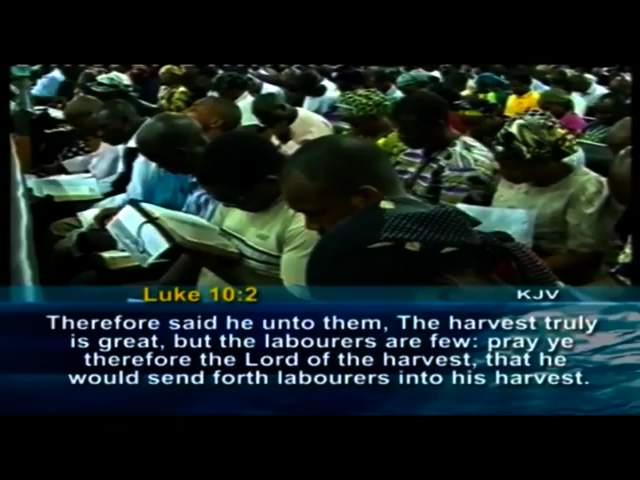 Luke 10:2 KJV
Therefore said he unto them, The harvest truly
is great, but the labourers are few: pray ye
therefore the Lord of the harvest, that he
would send forth labourers into his harvest.